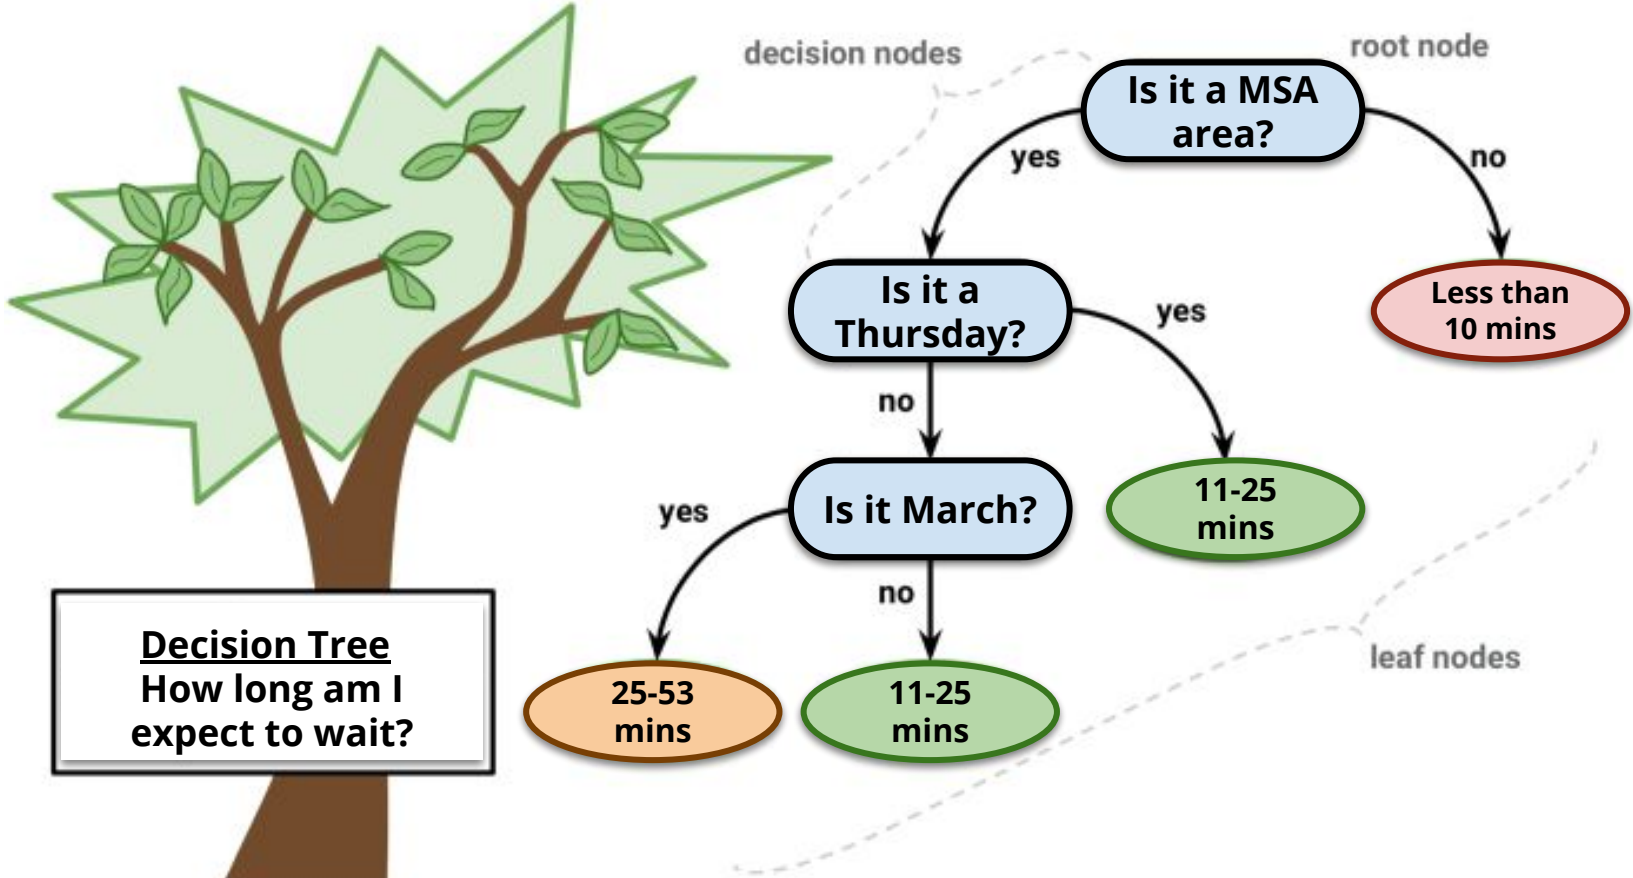 decision nodes
root node
Is it a MSA
area?
yes
no
Is it a
Thursday?
yes
Less than
10 mins
no
Is it March?
yes
11-25
mins
no
Decision Tree
How long am I
expect to wait?
25-53
mins
11-25
mins
leaf nodes